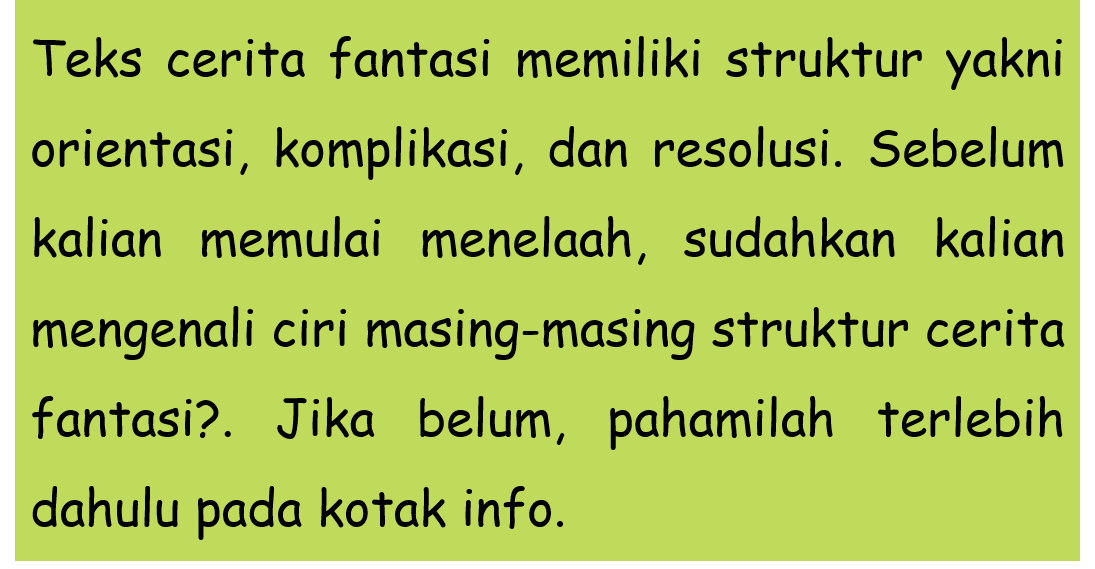 Teks cerita fantasi memiliki struktur yakni
orientasi, komplikasi, dan resolusi. Sebelum
kalian memulai menelaah, sudahkan kalian
mengenali ciri masing-masing struktur cerita
fantasi?. Jika belum, pahamilah terlebih
dahulu pada kotak info.